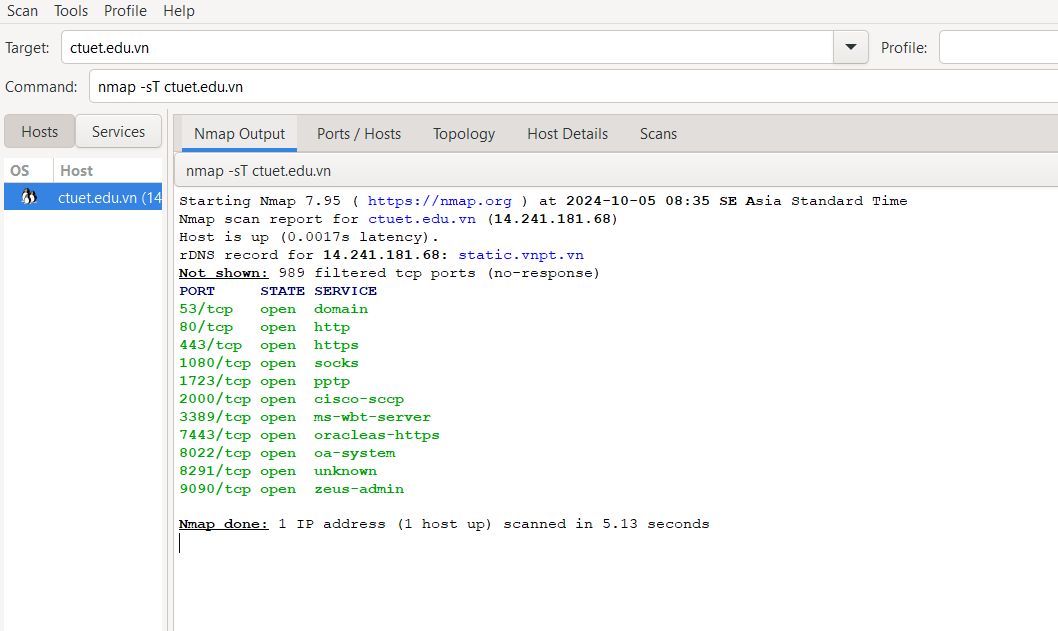 Scan Tools Profile Help
Target: ctuet.edu.vn Profile:
Command: nmap -sT ctuet.edu.vn
Hosts Services
Nmap Output Ports / Hosts Topology Host Details Scans
OS Host
nmap -sT ctuet.edu.vn
ctuet.edu.vn (14
Starting Nmap 7.95 ( https://nmap.org ) at 2024-10-05 08:35 SE Asia Standard Time
Nmap scan report for ctuet.edu.vn (14.241.181.68)
Host is up (0.0017s latency).
rDNS record for 14.241.181.68: static.vnpt.vn
Not shown: 989 filtered tcp ports (no-response)
PORT     STATE SERVICE
53/tcp   open  domain
80/tcp   open  http
443/tcp  open  https
1080/tcp open  socks
1723/tcp open  pptp
2000/tcp open  cisco-sccp
3389/tcp open  ms-wbt-server
7443/tcp open  oracleas-https
8022/tcp open  oa-system
8291/tcp open  unknown
9090/tcp open  zeus-admin
Nmap done: 1 IP address (1 host up) scanned in 5.13 seconds